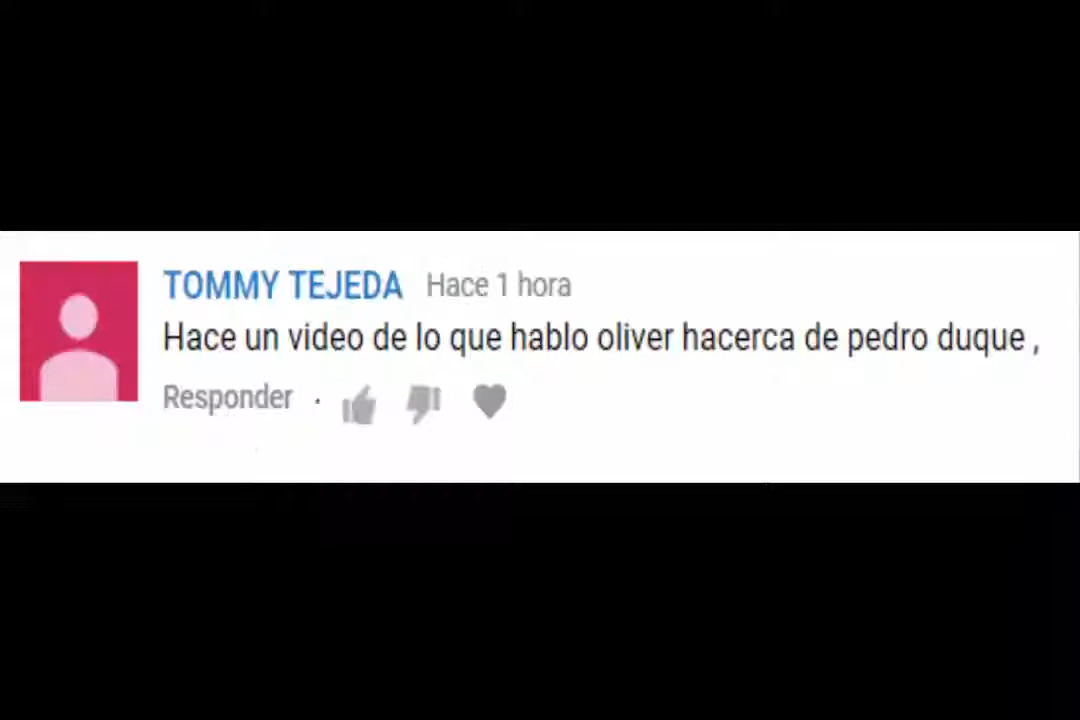 TOMMY TEJEDA Hace 1 hora
Hace un video de lo que hablo oliver hacerca de pedro duque ,
Responder ·